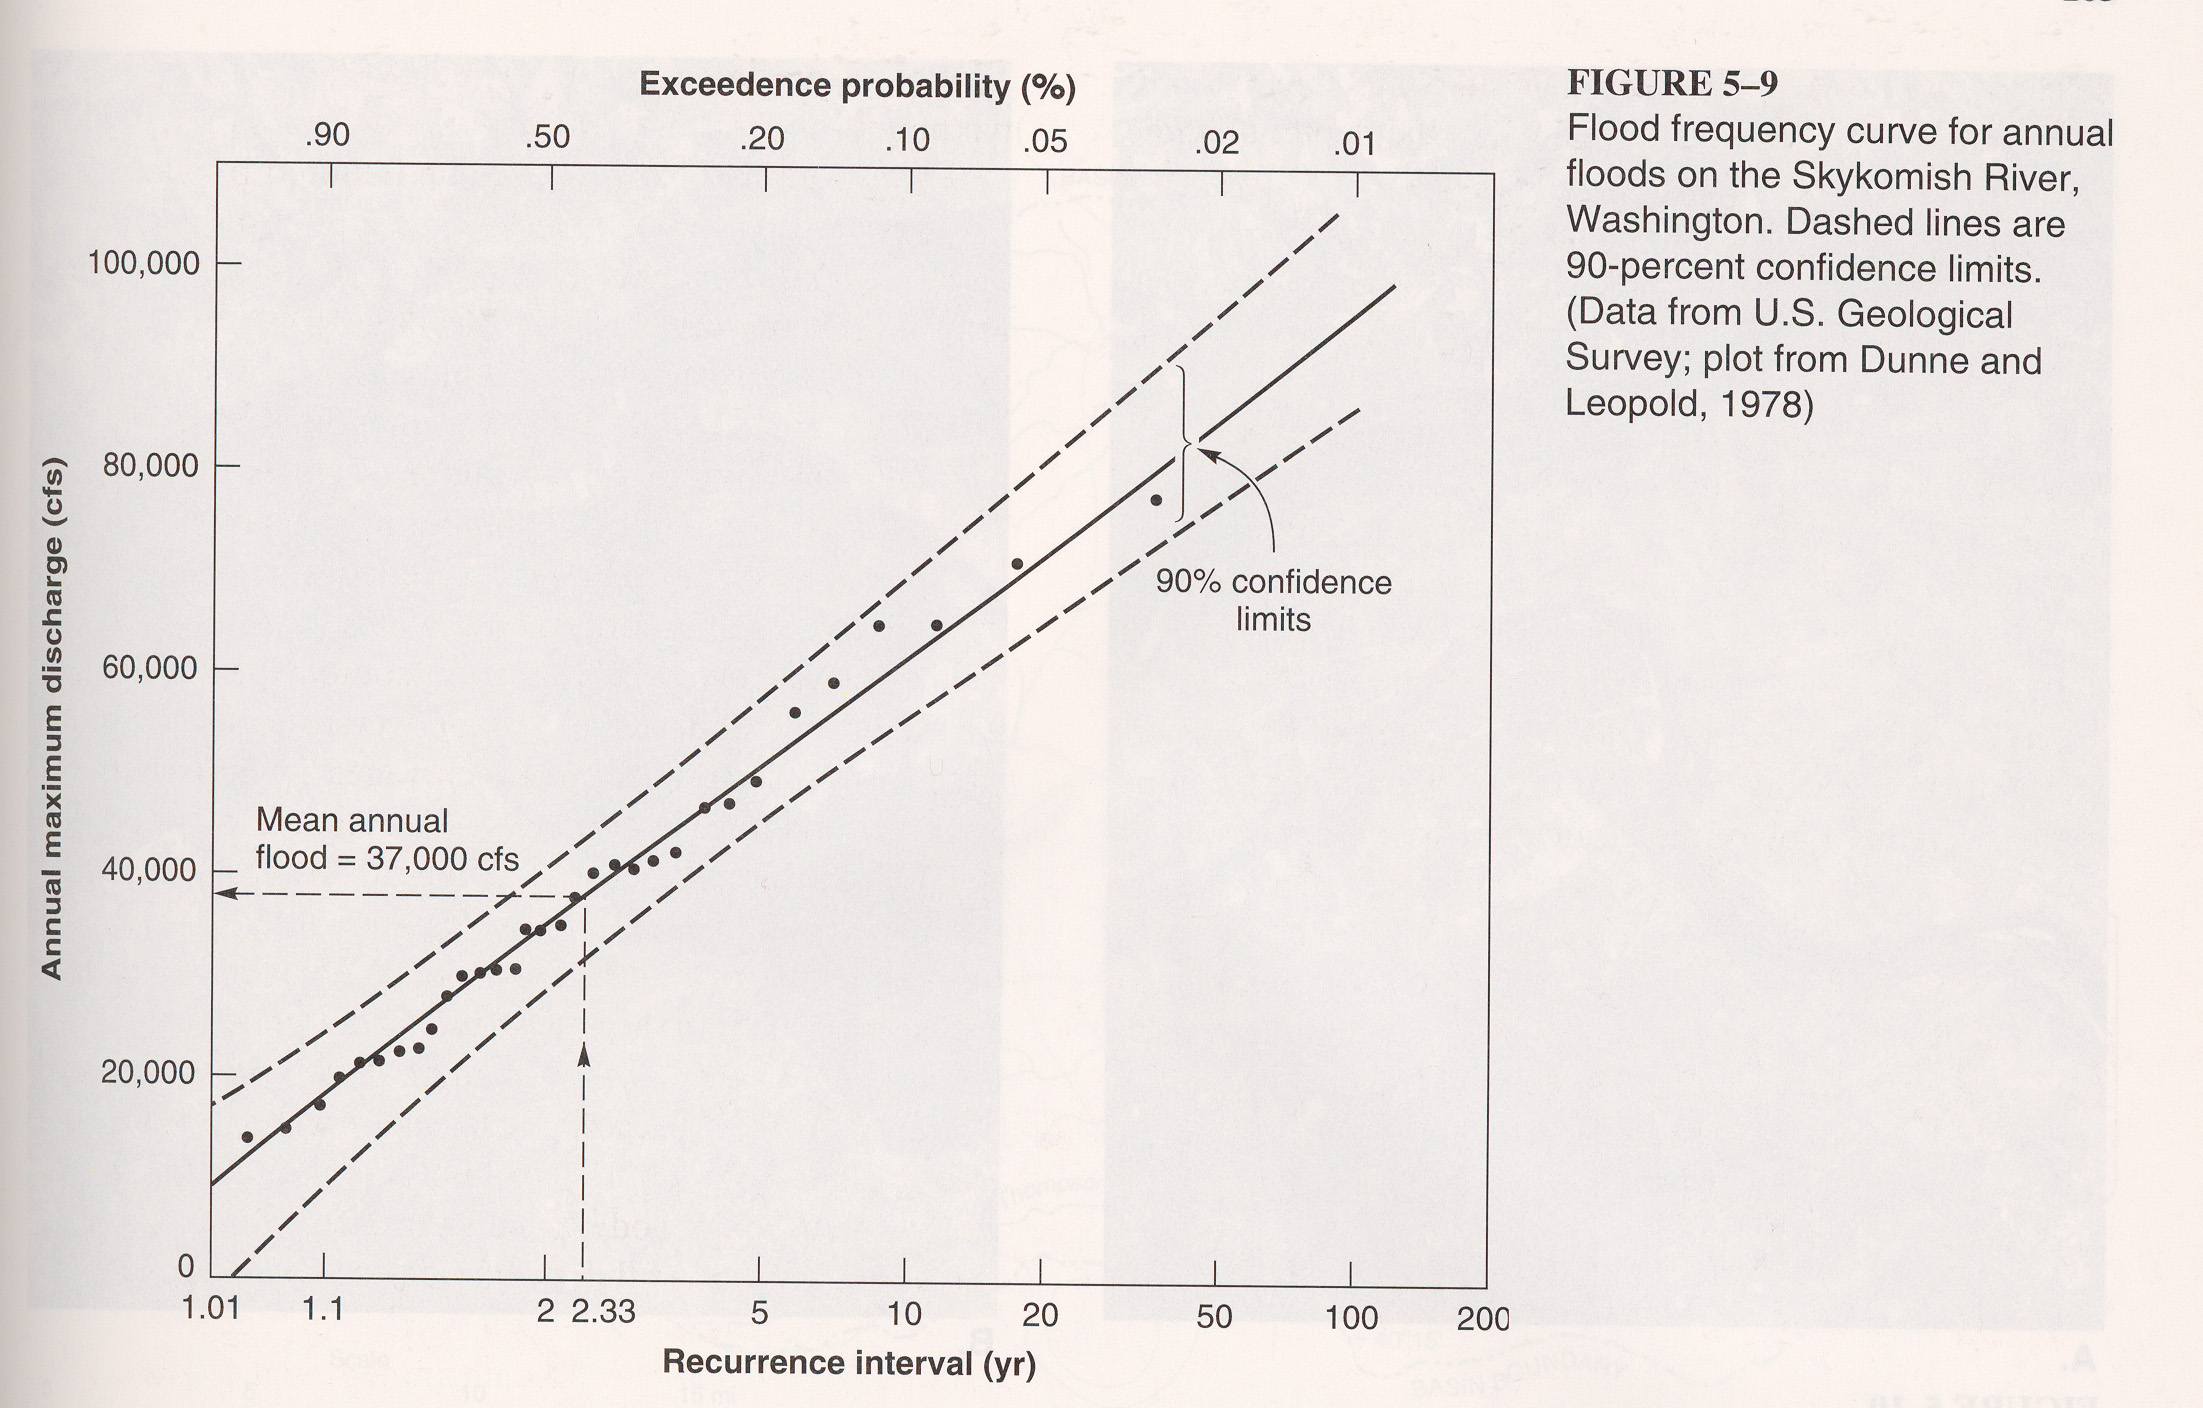 Exceedence probability (%)
.90 .50 .20 .10 .05 .02 .01
100,000
80,000
60,000
40,000
20,000
0
Annual maximum discharge (cfs)
Mean annual
flood = 37,000 cfs
90% confidence
limits
1.01 1.1 2 2.33 5 10 20 50 100 200
Recurrence interval (yr)
FIGURE 5–9
Flood frequency curve for annual
floods on the Skykomish River,
Washington. Dashed lines are
90-percent confidence limits.
(Data from U.S. Geological
Survey; plot from Dunne and
Leopold, 1978)